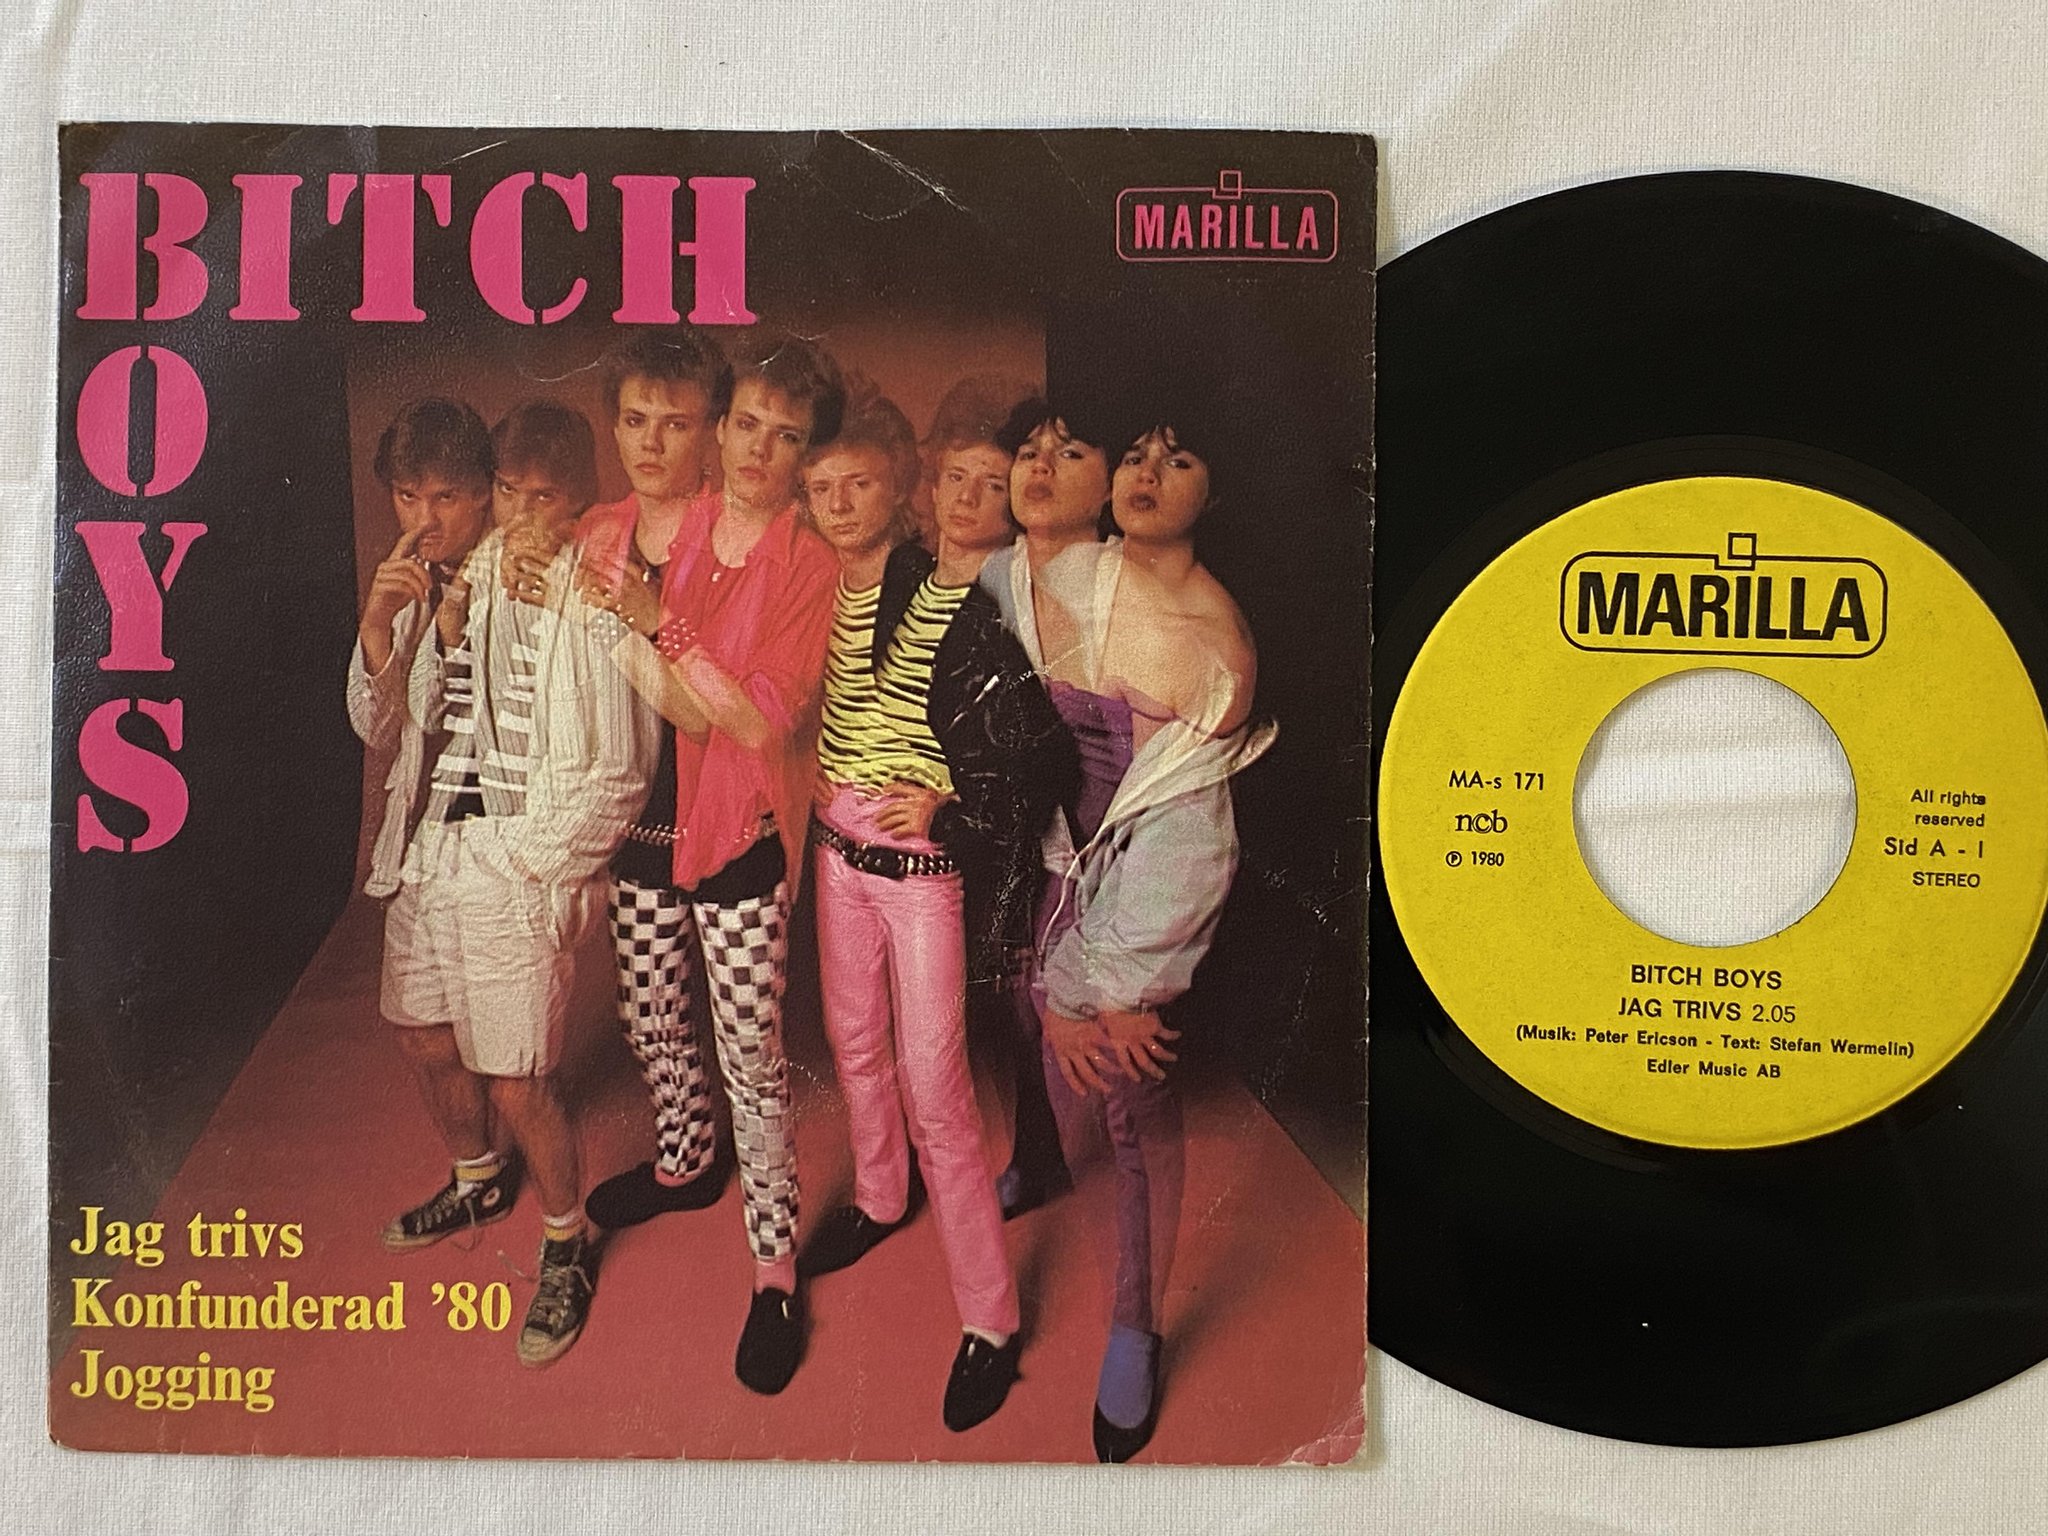 BITCH
BOYS
MARILLA
Jag trivs
Konfunderad ’80
Jogging
MARILLA
MA-s 171
ncb
℗ 1980
All rights
reserved
Sid A - 1
STEREO
BITCH BOYS
JAG TRIVS 2.05
(Musik: Peter Ericson - Text: Stefan Wermelin)
Edler Music AB